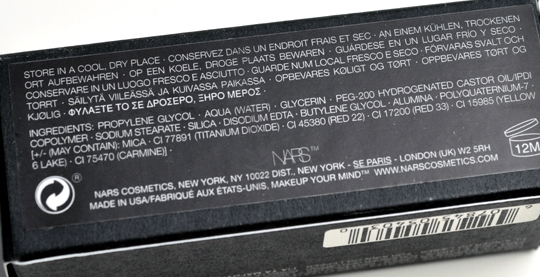 STORE IN A COOL, DRY PLACE · CONSERVEZ DANS UN ENDROIT FRAIS ET SEC · AN EINEM KÜHLEN, TROCKENEN
ORT AUFBEWAHREN · OP EEN KOELE, DROGE PLAATS BEWAREN · GUÁRDESE EN UN LUGAR FRÍO Y SECO ·
CONSERVARE IN UN LUOGO FRESCO E ASCIUTTO · GUARDE NUM LOCAL FRESCO E SECO · FÖRVARAS SVALT OCH
TORRT · SÄILYTÄ VIILEÄSSÄ JA KUIVASSA PAIKASSA · OPBEVARES KØLIGT OG TØRT · OPPBEVARES TØRT OG
KJØLIG · ΦΥΛΑΞΤΕ ΤΟ ΣΕ ΔΡΟΣΕΡΟ, ΞΗΡΟ ΜΕΡΟΣ ·
INGREDIENTS: PROPYLENE GLYCOL · AQUA (WATER) · GLYCERIN · PEG-200 HYDROGENATED CASTOR OIL/IPDI
COPOLYMER · SODIUM STEARATE · SILICA · DISODIUM EDTA · BUTYLENE GLYCOL · ALUMINA · POLYQUATERNIUM-7 ·
[+/- (MAY CONTAIN): MICA · CI 77891 (TITANIUM DIOXIDE) · CI 45380 (RED 22) · CI 17200 (RED 33) · CI 15985 (YELLOW
6 LAKE) · CI 75470 (CARMINE)] ·
12M
NARS™
®
NARS COSMETICS, NEW YORK, NY 10022 DIST., NEW YORK - SE PARIS - LONDON (UK) W2 5RH
MADE IN USA/FABRIQUÉ AUX ÉTATS-UNIS, MAKEUP YOUR MIND™ WWW.NARSCOSMETICS.COM